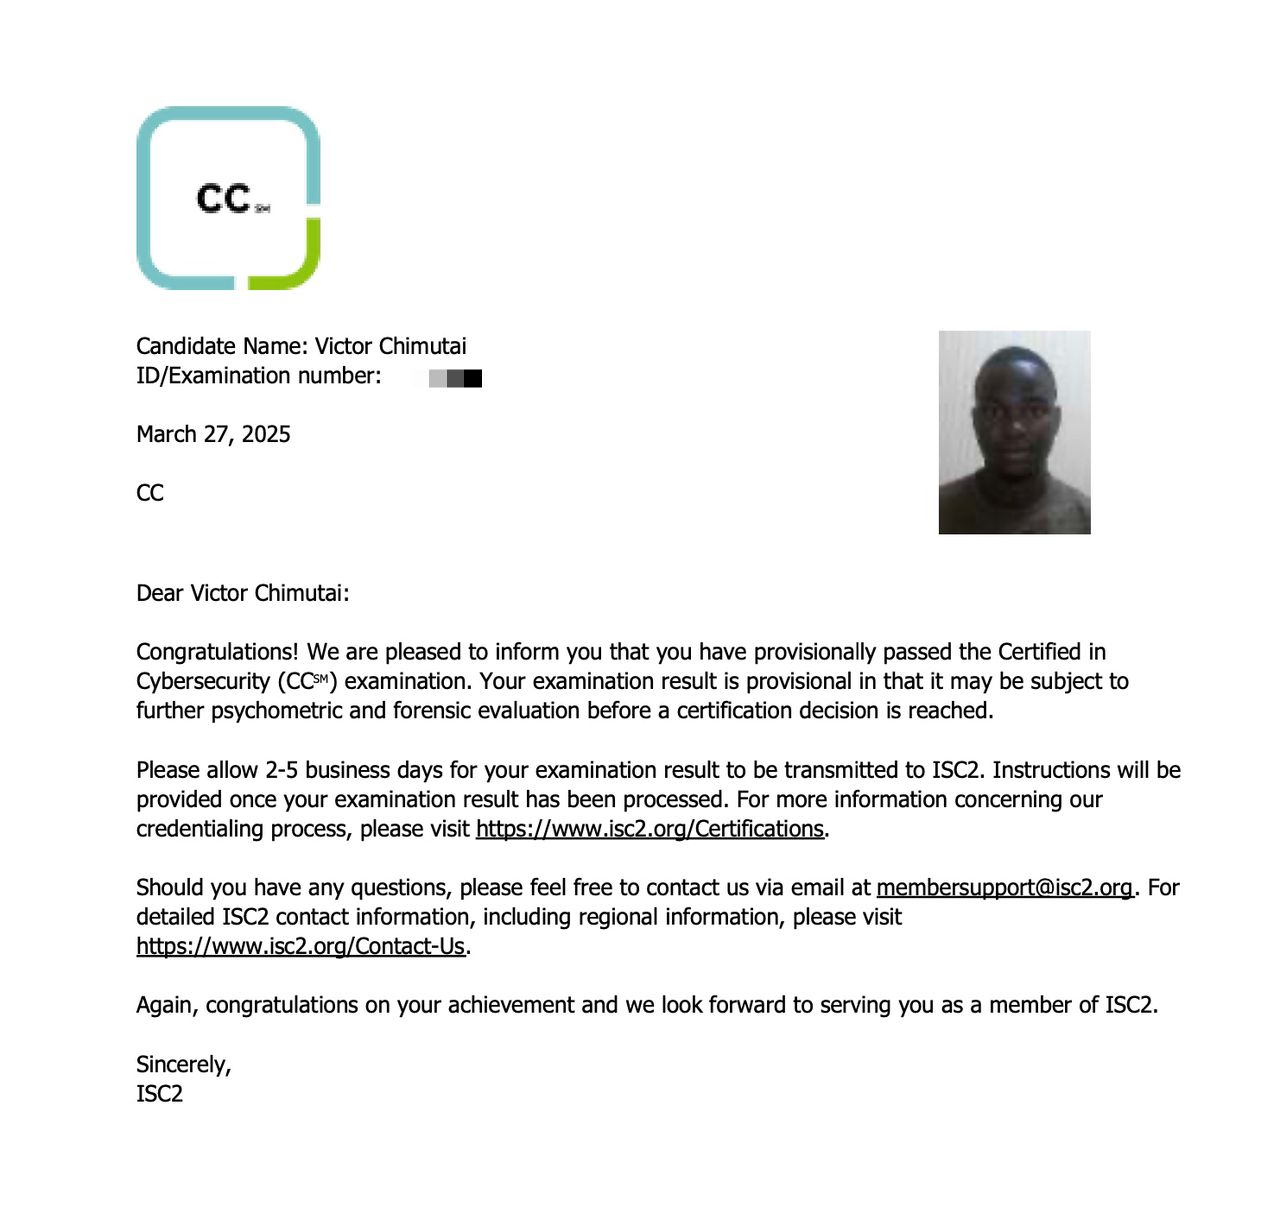 CC SM
Candidate Name: Victor Chimutai
ID/Examination number:
March 27, 2025
CC
Dear Victor Chimutai:
Congratulations! We are pleased to inform you that you have provisionally passed the Certified in
Cybersecurity (CC℠) examination. Your examination result is provisional in that it may be subject to
further psychometric and forensic evaluation before a certification decision is reached.
Please allow 2-5 business days for your examination result to be transmitted to ISC2. Instructions will be
provided once your examination result has been processed. For more information concerning our
credentialing process, please visit https://www.isc2.org/Certifications.
Should you have any questions, please feel free to contact us via email at membersupport@isc2.org. For
detailed ISC2 contact information, including regional information, please visit
https://www.isc2.org/Contact-Us.
Again, congratulations on your achievement and we look forward to serving you as a member of ISC2.
Sincerely,
ISC2